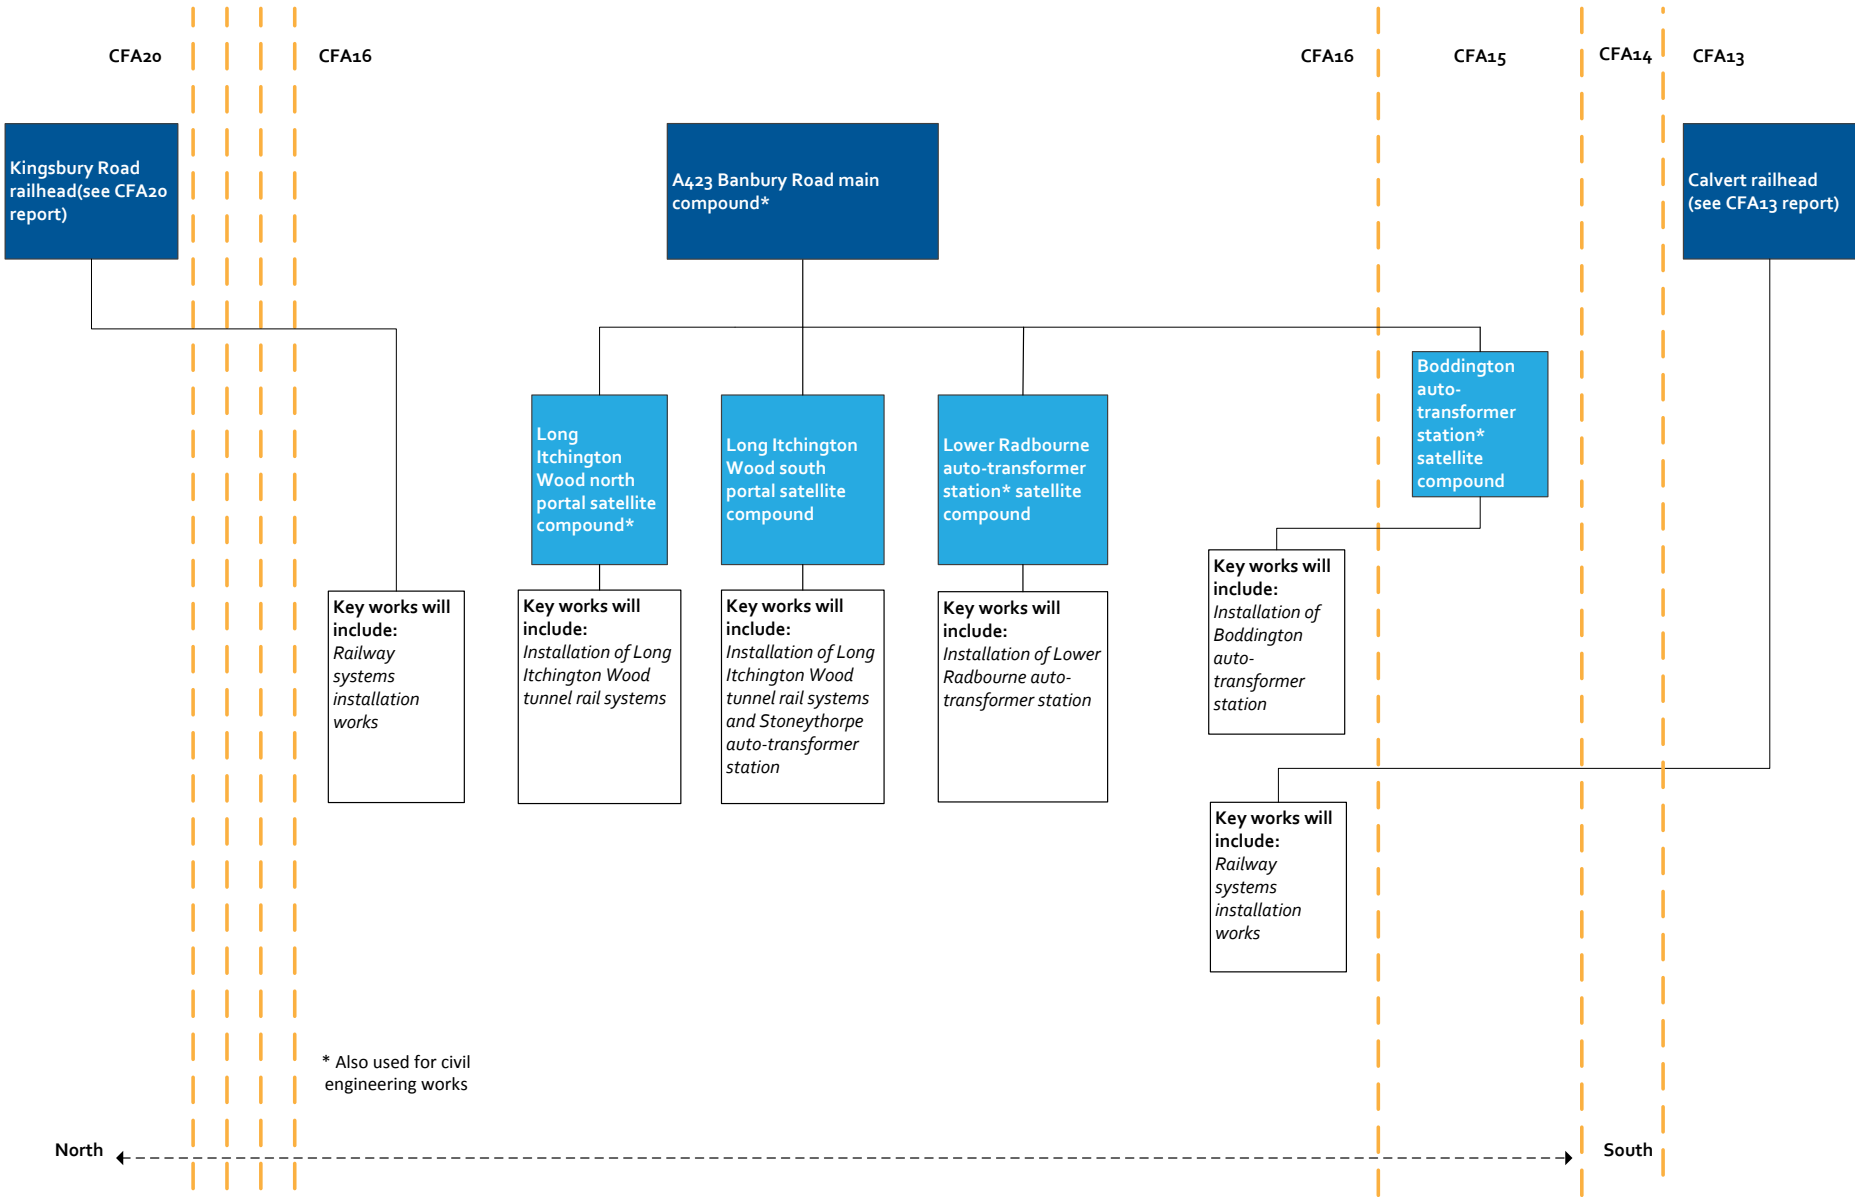 CFA20
CFA16
CFA16
CFA15
CFA14
CFA13
Kingsbury Road
railhead(see CFA20
report)
A423 Banbury Road main
compound*
Calvert railhead
(see CFA13 report)
Long
Itchington
Wood north
portal satellite
compound*
Long Itchington
Wood south
portal satellite
compound
Lower Radbourne
auto-transformer
station* satellite
compound
Boddington
auto-
transformer
station*
satellite
compound
Key works will
include:
Railway
systems
installation
works
Key works will
include:
Installation of Long
Itchington Wood
tunnel rail systems
Key works will
include:
Installation of Long
Itchington Wood
tunnel rail systems
and Stoneythorpe
auto-transformer
station
Key works will
include:
Installation of Lower
Radbourne auto-
transformer station
Key works will
include:
Installation of
Boddington
auto-
transformer
station
Key works will
include:
Railway
systems
installation
works
* Also used for civil
engineering works
North
South